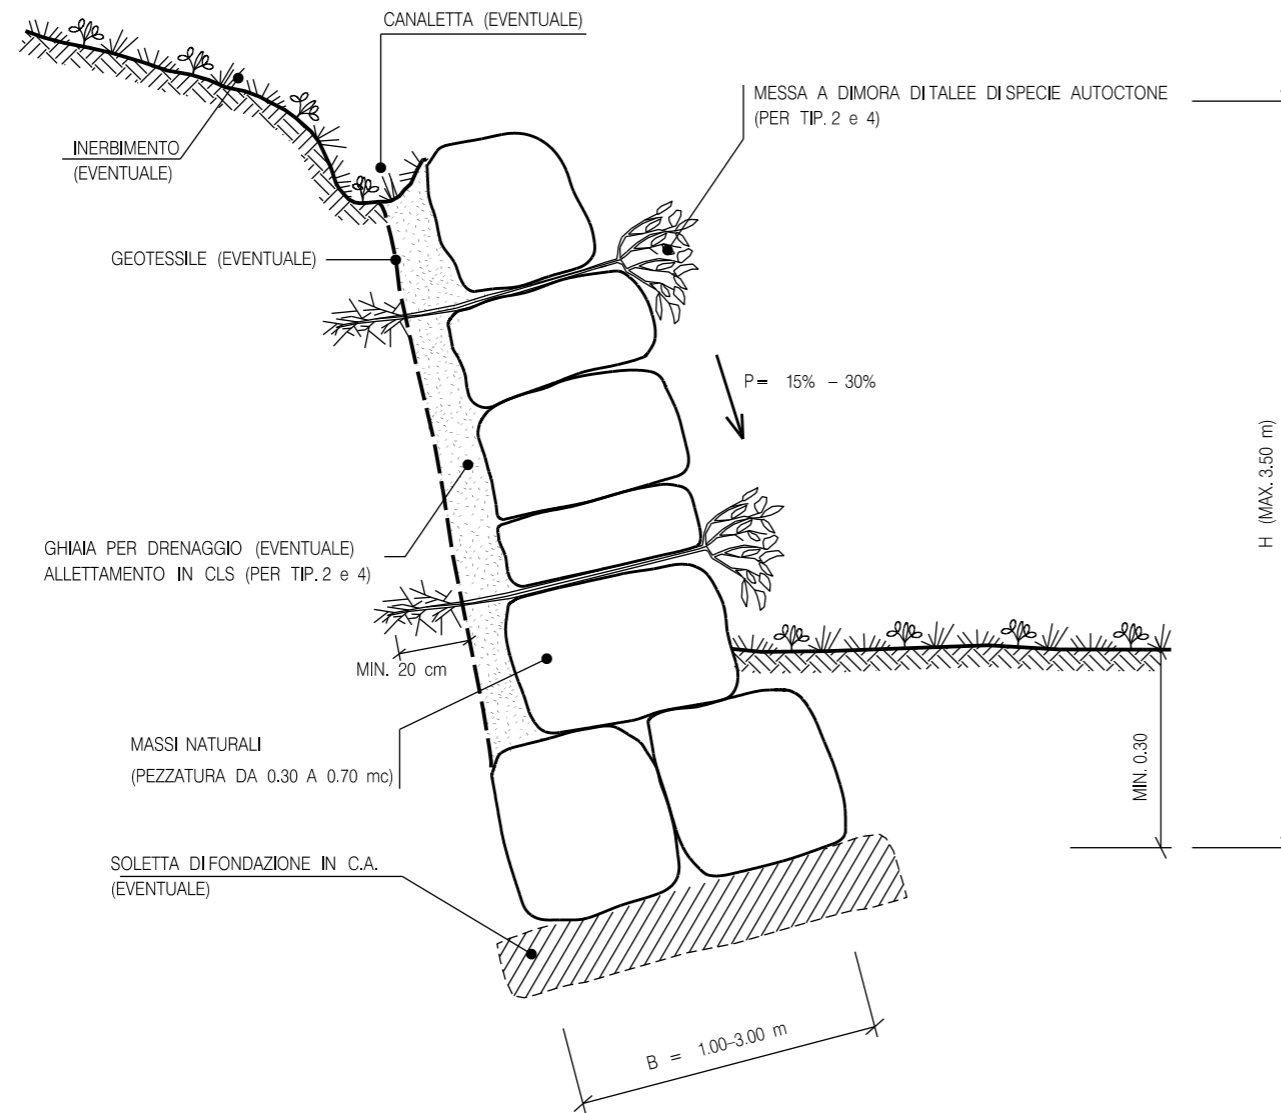 CANALETTA (EVENTUALE)
MESSA A DIMORA DI TALEE DI SPECIE AUTOCTONE
(PER TIP. 2 e 4)
INERBIMENTO
(EVENTUALE)
GEOTESSILE (EVENTUALE)
P= 15% - 30%
H (MAX. 3.50 m)
GHIAIA PER DRENAGGIO (EVENTUALE)
ALLETTAMENTO IN CLS (PER TIP. 2 e 4)
MIN. 20 cm
MASSI NATURALI
(PEZZATURA DA 0.30 A 0.70 mc)
MIN. 0.30
SOLETTA DI FONDAZIONE IN C.A.
(EVENTUALE)
B = 1.00-3.00 m